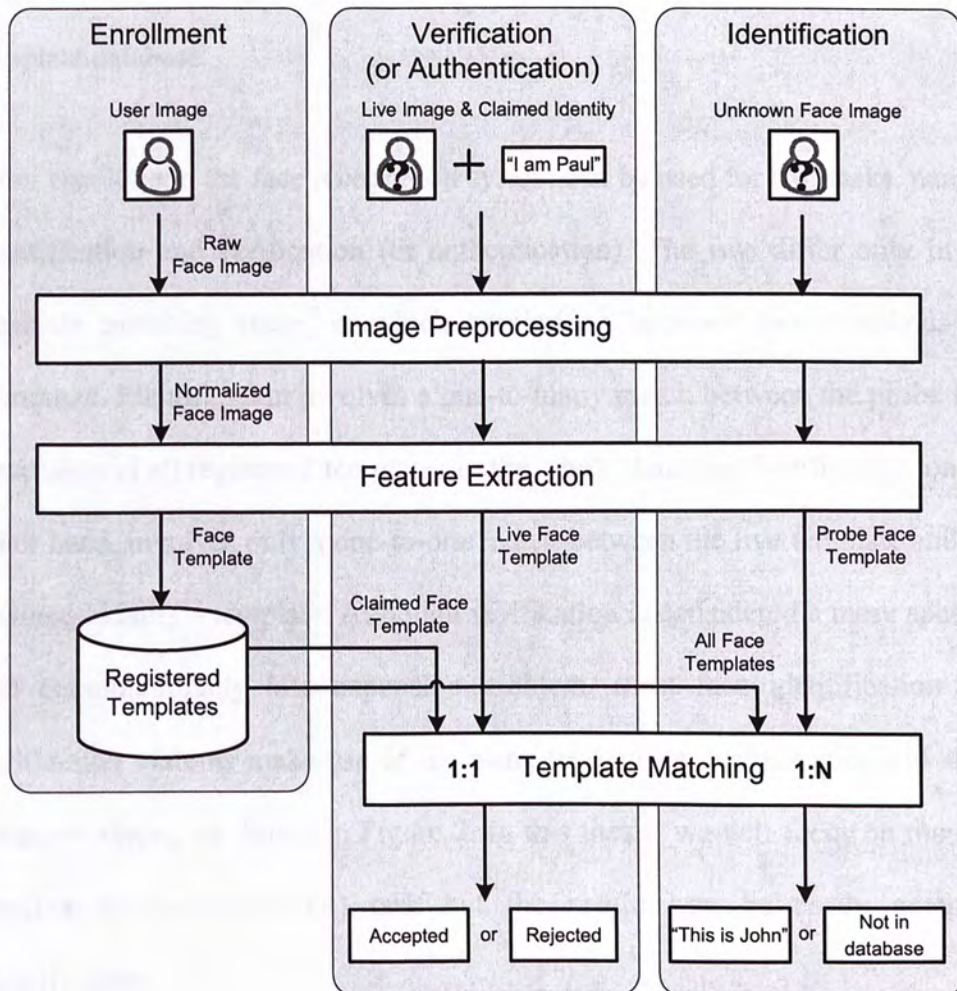 Enrollment
User Image
Raw
Face Image
Verification
(or Authentication)
Live Image & Claimed Identity
?
+
"I am Paul"
Identification
Unknown Face Image
?
Image Preprocessing
Normalized
Face Image
Feature Extraction
Face
Template
Live Face
Template
Probe Face
Template
Claimed Face
Template
All Face
Templates
Registered
Templates
1:1 Template Matching 1:N
Accepted or Rejected
"This is John" or Not in
database